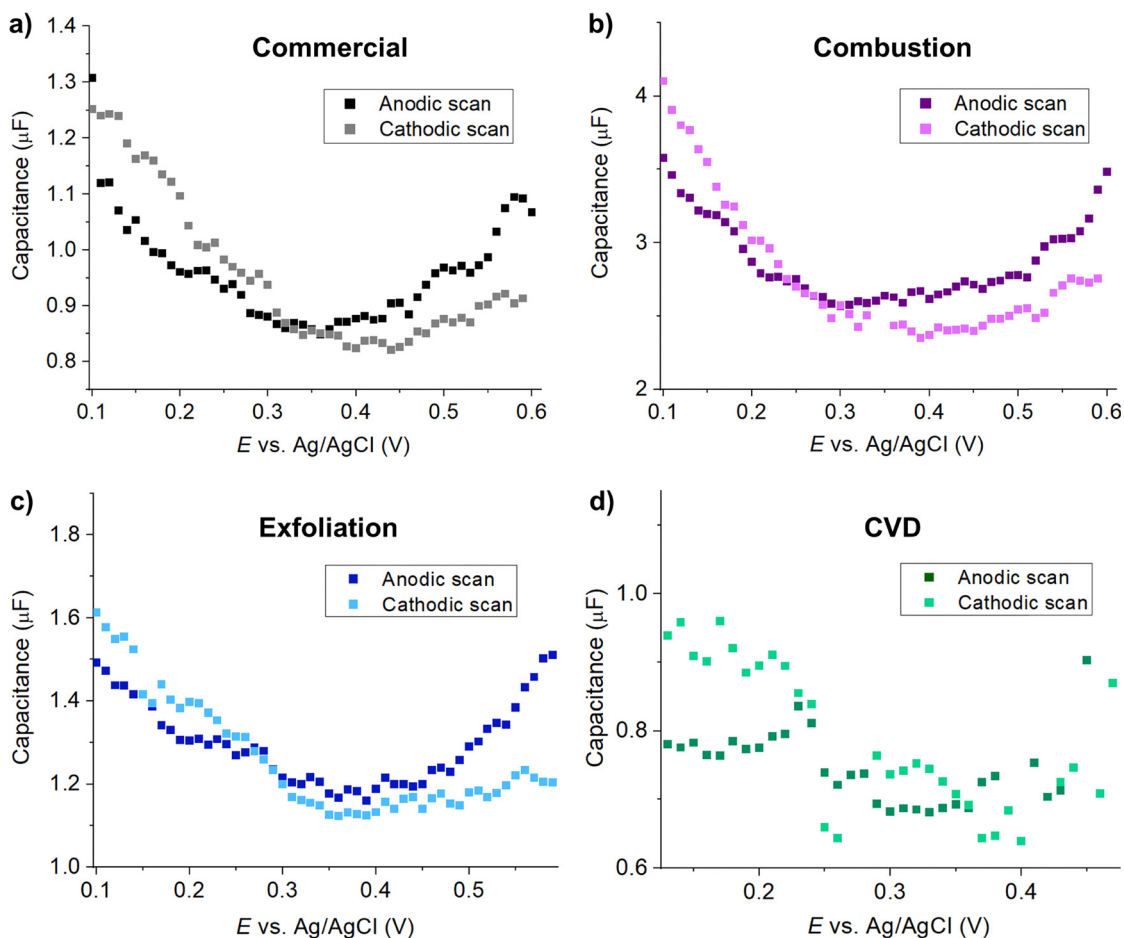 a)
Commercial
1.4
1.3
1.2
1.1
1.0
0.9
0.8
Capacitance (µF)
Anodic scan
Cathodic scan
0.1 0.2 0.3 0.4 0.5 0.6
E vs. Ag/AgCl (V)
b)
Combustion
4
3
2
Capacitance (µF)
Anodic scan
Cathodic scan
0.1 0.2 0.3 0.4 0.5 0.6
E vs. Ag/AgCl (V)
c)
Exfoliation
1.8
1.6
1.4
1.2
1.0
Capacitance (µF)
Anodic scan
Cathodic scan
0.1 0.2 0.3 0.4 0.5
E vs. Ag/AgCl (V)
d)
CVD
1.0
0.8
0.6
Capacitance (µF)
Anodic scan
Cathodic scan
0.2 0.3 0.4
E vs. Ag/AgCl (V)